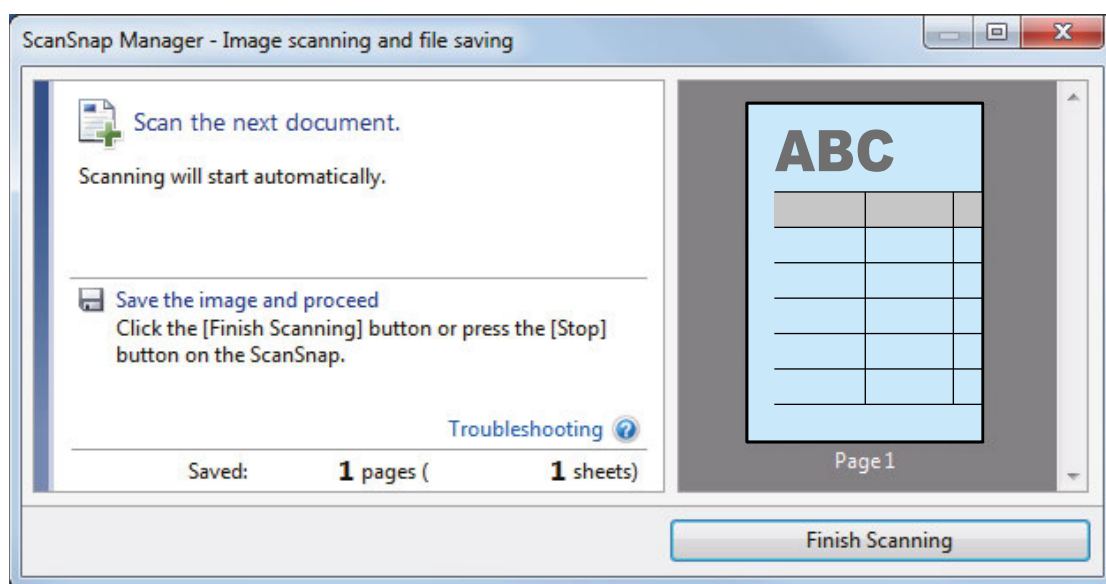 ScanSnap Manager - Image scanning and file saving
Scan the next document.
Scanning will start automatically.
Save the image and proceed
Click the [Finish Scanning] button or press the [Stop]
button on the ScanSnap.
Troubleshooting
Saved: 1 pages ( 1 sheets)
ABC
Page 1
Finish Scanning